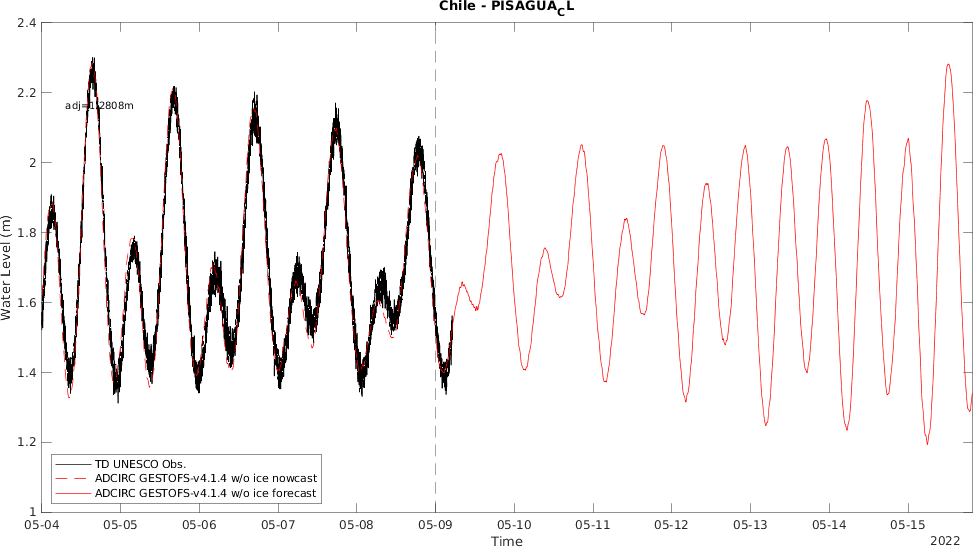 Chile - PISAGUA_CL
2.4
2.2
2
1.8
1.6
1.4
1.2
1
Water Level (m)
adj=1.2808m
TD UNESCO Obs.
ADCIRC GESTOFS-v4.1.4 w/o ice nowcast
ADCIRC GESTOFS-v4.1.4 w/o ice forecast
05-04 05-05 05-06 05-07 05-08 05-09 05-10 05-11 05-12 05-13 05-14 05-15
Time
2022